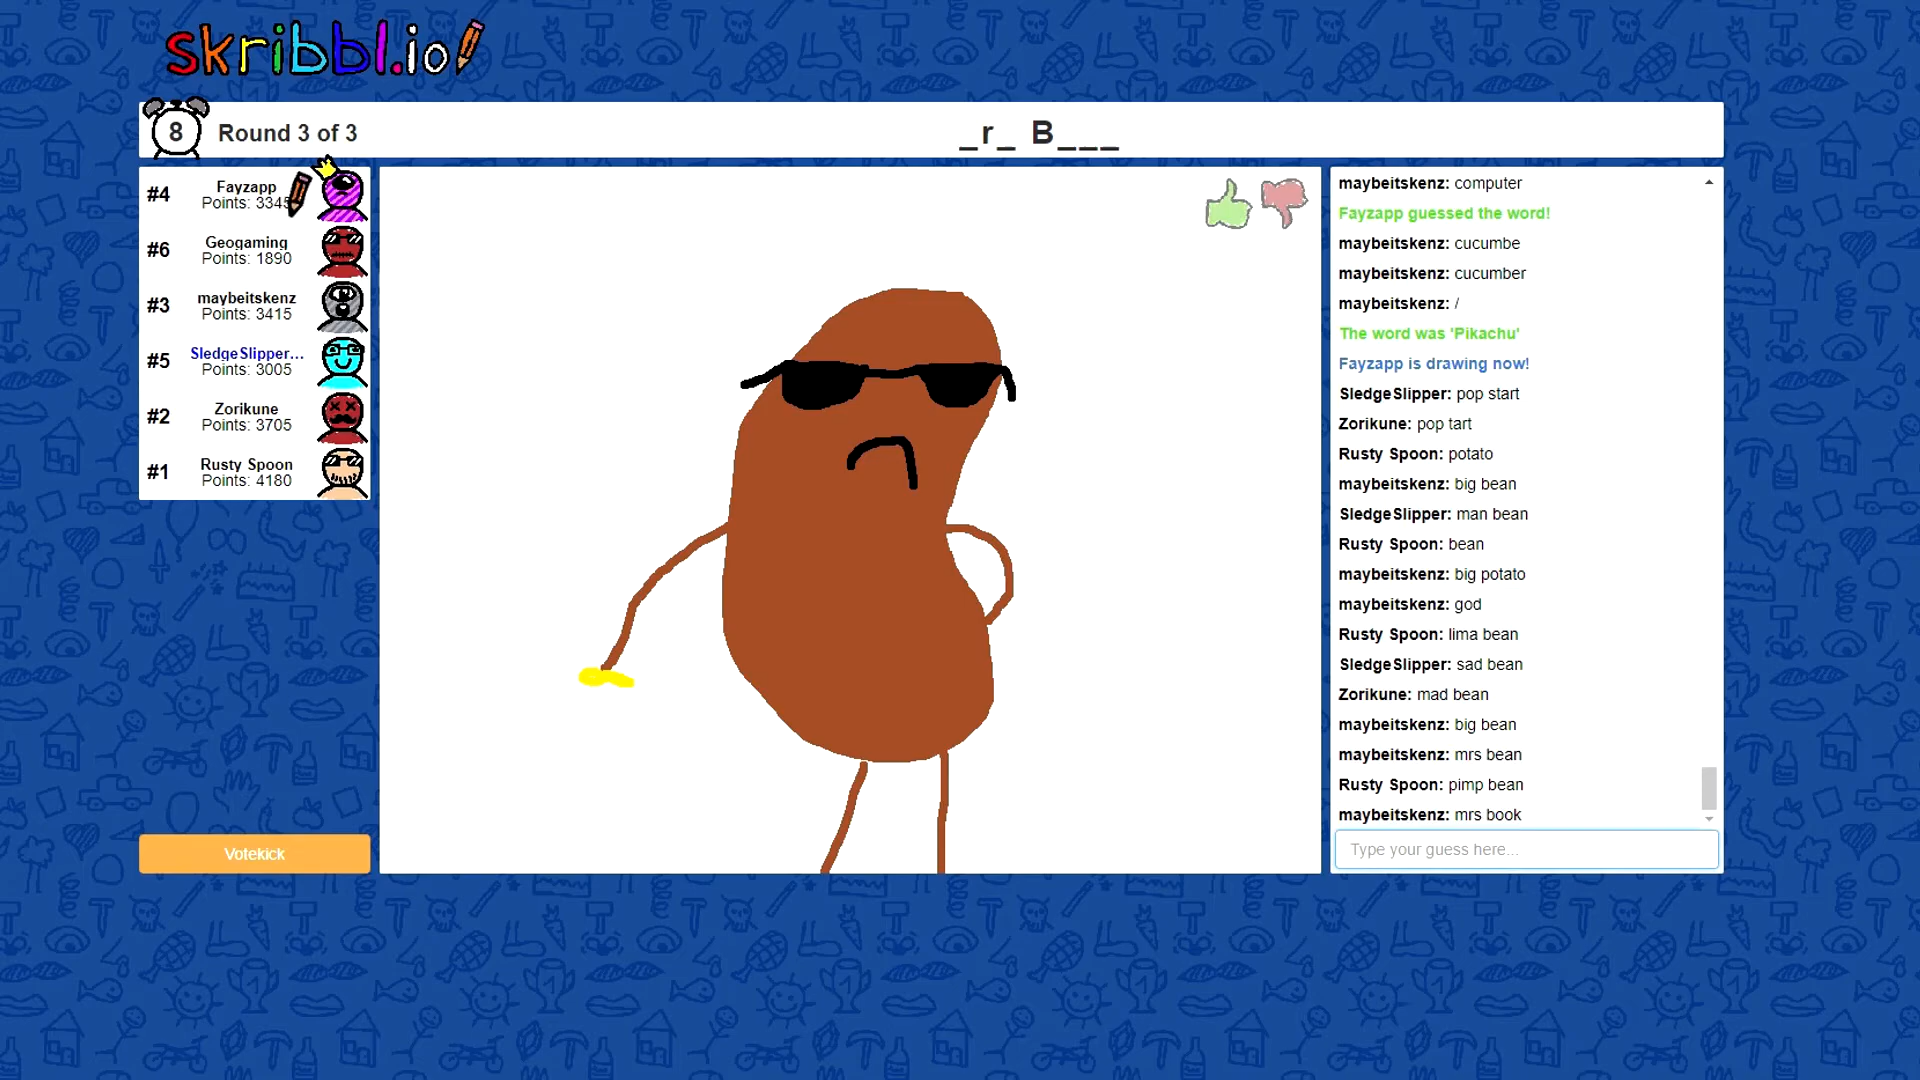 skribbl.io
8
Round 3 of 3
_r_ B___
#4
Fayzapp
Points: 3345
#6
Geogaming
Points: 1890
#3
maybeitskenz
Points: 3415
#5
SledgeSlipper...
Points: 3005
#2
Zorikune
Points: 3705
#1
Rusty Spoon
Points: 4180
Votekick
maybeitskenz: computer
Fayzapp guessed the word!
maybeitskenz: cucumbe
maybeitskenz: cucumber
maybeitskenz: /
The word was 'Pikachu'
Fayzapp is drawing now!
SledgeSlipper: pop start
Zorikune: pop tart
Rusty Spoon: potato
maybeitskenz: big bean
SledgeSlipper: man bean
Rusty Spoon: bean
maybeitskenz: big potato
maybeitskenz: god
Rusty Spoon: lima bean
SledgeSlipper: sad bean
Zorikune: mad bean
maybeitskenz: big bean
maybeitskenz: mrs bean
Rusty Spoon: pimp bean
maybeitskenz: mrs book
Type your guess here...